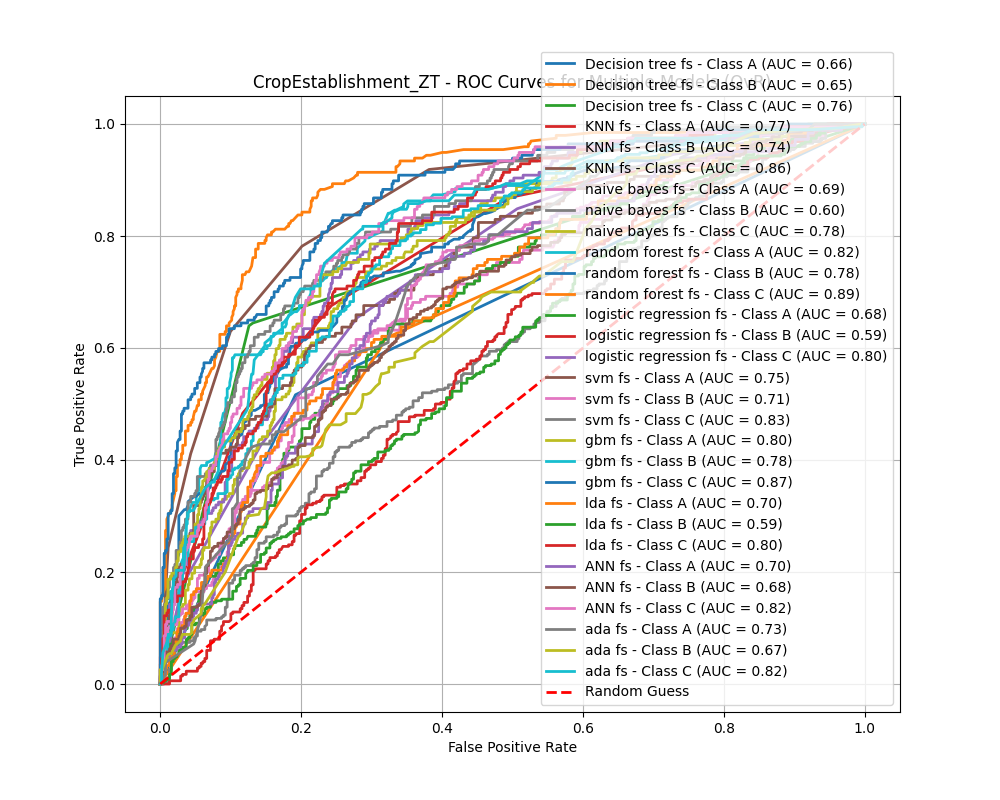 CropEstablishment_ZT - ROC Curves for Multiple Models (OvR)
Decision tree fs - Class A (AUC = 0.66)
Decision tree fs - Class B (AUC = 0.65)
Decision tree fs - Class C (AUC = 0.76)
KNN fs - Class A (AUC = 0.77)
KNN fs - Class B (AUC = 0.74)
KNN fs - Class C (AUC = 0.86)
naive bayes fs - Class A (AUC = 0.69)
naive bayes fs - Class B (AUC = 0.60)
naive bayes fs - Class C (AUC = 0.78)
random forest fs - Class A (AUC = 0.82)
random forest fs - Class B (AUC = 0.78)
random forest fs - Class C (AUC = 0.89)
logistic regression fs - Class A (AUC = 0.68)
logistic regression fs - Class B (AUC = 0.59)
logistic regression fs - Class C (AUC = 0.80)
svm fs - Class A (AUC = 0.75)
svm fs - Class B (AUC = 0.71)
svm fs - Class C (AUC = 0.83)
gbm fs - Class A (AUC = 0.80)
gbm fs - Class B (AUC = 0.78)
gbm fs - Class C (AUC = 0.87)
lda fs - Class A (AUC = 0.70)
lda fs - Class B (AUC = 0.59)
lda fs - Class C (AUC = 0.80)
ANN fs - Class A (AUC = 0.70)
ANN fs - Class B (AUC = 0.68)
ANN fs - Class C (AUC = 0.82)
ada fs - Class A (AUC = 0.73)
ada fs - Class B (AUC = 0.67)
ada fs - Class C (AUC = 0.82)
Random Guess
True Positive Rate
1.0
0.8
0.6
0.4
0.2
0.0
0.0 0.2 0.4 0.6 0.8 1.0
False Positive Rate